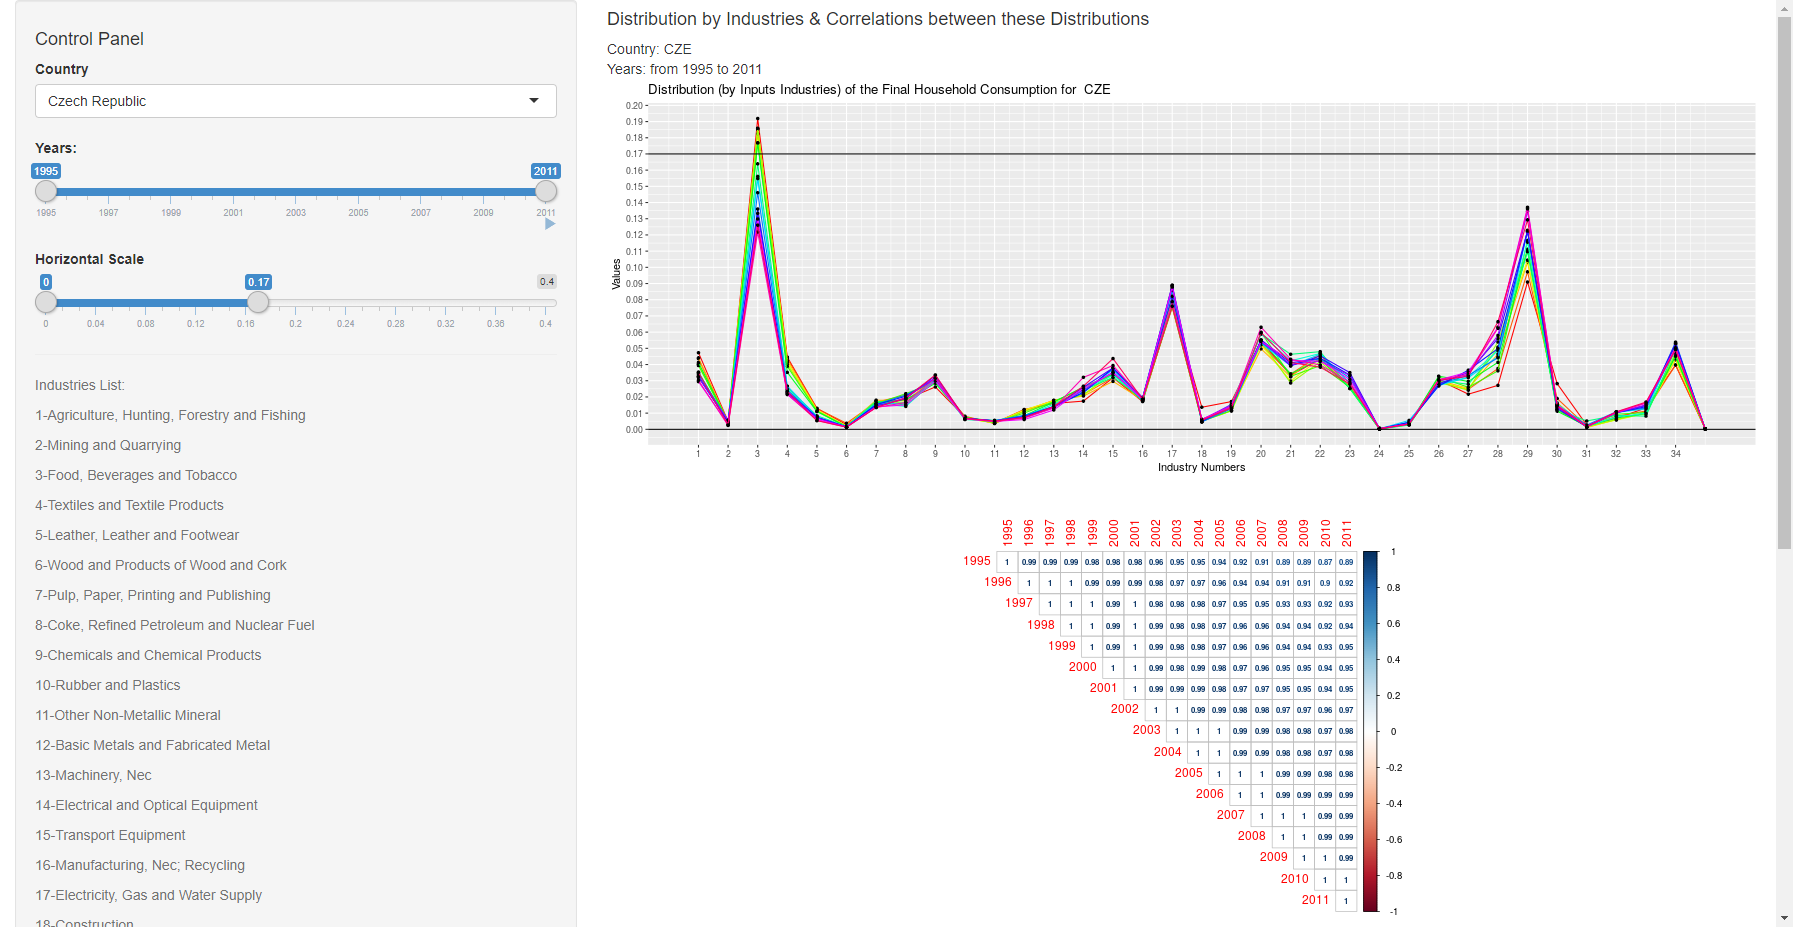 Control Panel
Country
Czech Republic
Years:
1995 2011
1995 1997 1999 2001 2003 2005 2007 2009 2011
Horizontal Scale
0 0.17 0.4
0 0.04 0.08 0.12 0.16 0.2 0.24 0.28 0.32 0.36 0.4
Industries List:
1-Agriculture, Hunting, Forestry and Fishing
2-Mining and Quarrying
3-Food, Beverages and Tobacco
4-Textiles and Textile Products
5-Leather, Leather and Footwear
6-Wood and Products of Wood and Cork
7-Pulp, Paper, Printing and Publishing
8-Coke, Refined Petroleum and Nuclear Fuel
9-Chemicals and Chemical Products
10-Rubber and Plastics
11-Other Non-Metallic Mineral
12-Basic Metals and Fabricated Metal
13-Machinery, Nec
14-Electrical and Optical Equipment
15-Transport Equipment
16-Manufacturing, Nec; Recycling
17-Electricity, Gas and Water Supply
18-Construction
Distribution by Industries & Correlations between these Distributions
Country: CZE
Years: from 1995 to 2011
Distribution (by Inputs Industries) of the Final Household Consumption for CZE
Values
0.20
0.19
0.18
0.17
0.16
0.15
0.14
0.13
0.12
0.11
0.10
0.09
0.08
0.07
0.06
0.05
0.04
0.03
0.02
0.01
0.00
1 2 3 4 5 6 7 8 9 10 11 12 13 14 15 16 17 18 19 20 21 22 23 24 25 26 27 28 29 30 31 32 33 34
Industry Numbers
1995 1996 1997 1998 1999 2000 2001 2002 2003 2004 2005 2006 2007 2008 2009 2010 2011
1995 1 0.99 0.99 0.99 0.98 0.98 0.98 0.96 0.95 0.95 0.94 0.92 0.91 0.89 0.89 0.87 0.89
1996 1 1 1 0.99 0.99 0.99 0.98 0.97 0.97 0.96 0.94 0.94 0.91 0.91 0.9 0.92
1997 1 1 1 0.99 1 0.98 0.98 0.98 0.97 0.95 0.95 0.93 0.93 0.92 0.93
1998 1 1 0.99 1 0.99 0.98 0.98 0.97 0.96 0.96 0.94 0.94 0.92 0.94
1999 1 0.99 1 0.99 0.98 0.98 0.97 0.96 0.96 0.94 0.94 0.93 0.95
2000 1 1 0.99 0.98 0.99 0.98 0.97 0.96 0.95 0.95 0.94 0.95
2001 1 0.99 0.99 0.99 0.98 0.97 0.97 0.95 0.95 0.94 0.95
2002 1 1 0.99 0.99 0.98 0.98 0.97 0.97 0.96 0.97
2003 1 1 1 0.99 0.99 0.98 0.98 0.97 0.98
2004 1 1 0.99 0.99 0.98 0.98 0.97 0.98
2005 1 1 1 0.99 0.99 0.98 0.98
2006 1 1 0.99 0.99 0.99 0.99
2007 1 1 1 0.99 0.99
2008 1 1 0.99 0.99
2009 1 1 0.99
2010 1 1
2011 1
1
0.8
0.6
0.4
0.2
0
-0.2
-0.4
-0.6
-0.8
-1